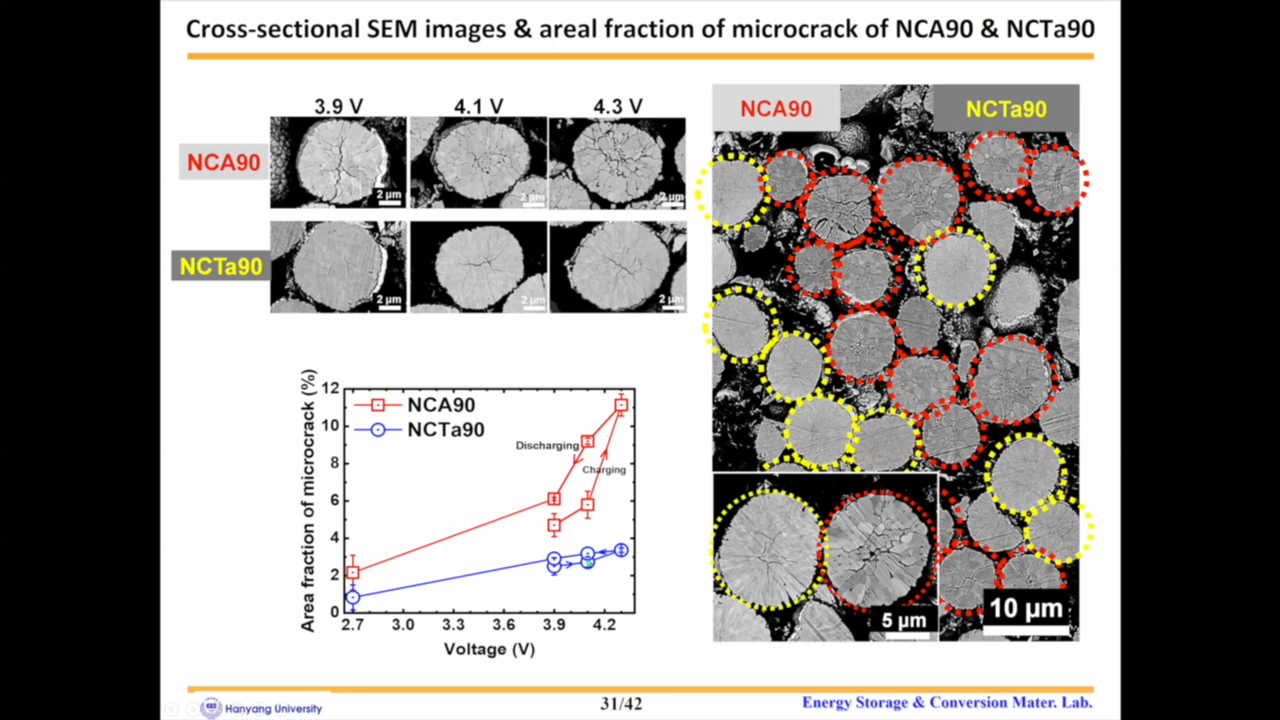 Cross-sectional SEM images & areal fraction of microcrack of NCA90 & NCTa90
3.9 V 4.1 V 4.3 V
NCA90
2 µm 2 µm 2 µm
NCTa90
2 µm 2 µm 2 µm
NCA90 NCTa90
Area fraction of microcrack (%)
12
10
8
6
4
2
0
NCA90
NCTa90
Discharging
Charging
2.7 3.0 3.3 3.6 3.9 4.2
Voltage (V)
5 µm
10 µm
Hanyang University
31/42
Energy Storage & Conversion Mater. Lab.